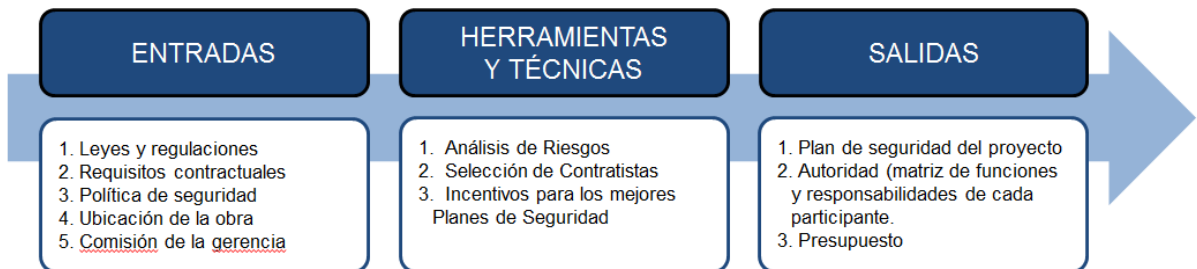 ENTRADAS
1. Leyes y regulaciones
2. Requisitos contractuales
3. Política de seguridad
4. Ubicación de la obra
5. Comisión de la gerencia
HERRAMIENTAS
Y TÉCNICAS
1. Análisis de Riesgos
2. Selección de Contratistas
3. Incentivos para los mejores
Planes de Seguridad
SALIDAS
1. Plan de seguridad del proyecto
2. Autoridad (matriz de funciones
y responsabilidades de cada
participante.
3. Presupuesto